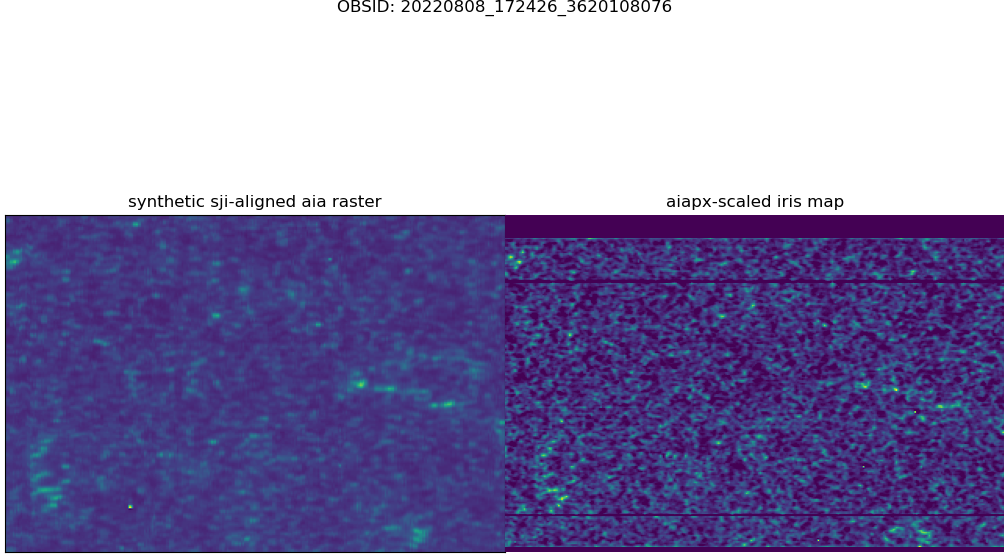 OBSID: 20220808_172426_3620108076
synthetic sji-aligned aia raster
aiapx-scaled iris map